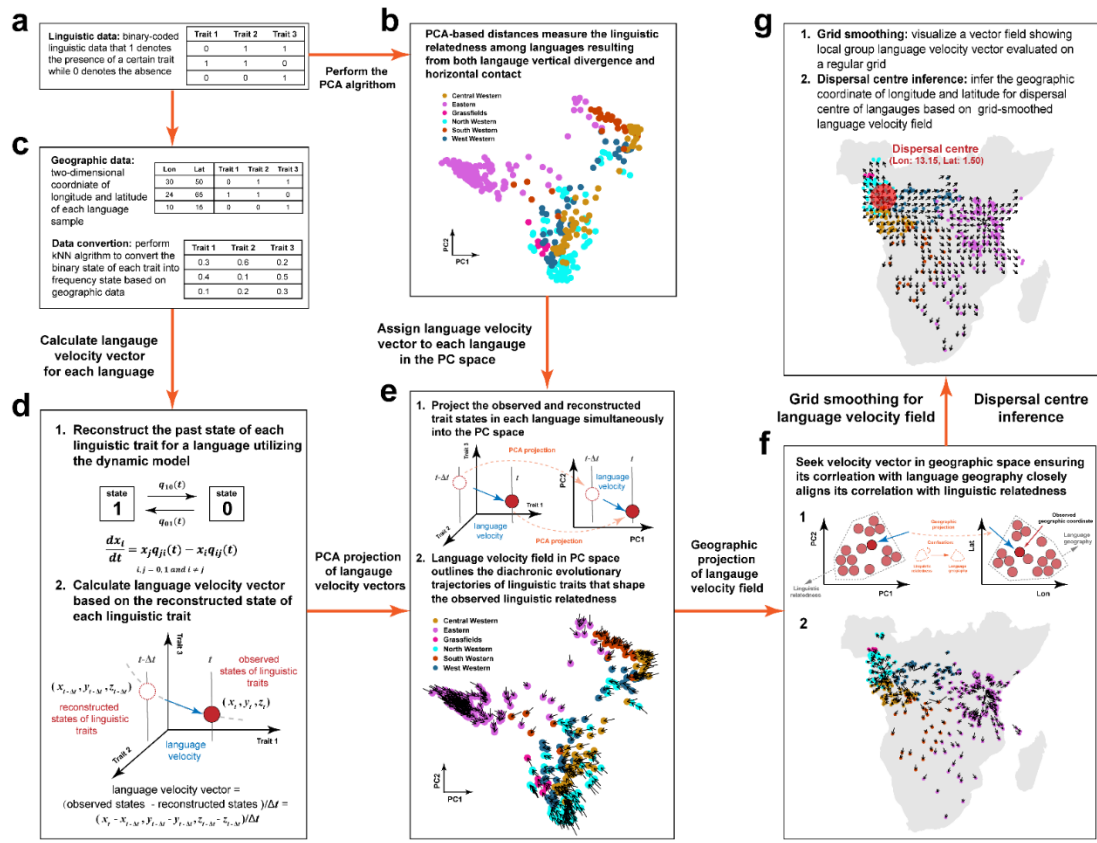 a
Linguistic data: binary-coded
linguistic data that 1 denotes
the presence of a certain trait
while 0 denotes the absence
Trait 1 Trait 2 Trait 3
0 1 1
1 1 0
0 0 1
Perform the
PCA algrithom
b
PCA-based distances measure the linguistic
relatedness among languages resulting
from both langauge vertical divergence and
horizontal contact
Central Western
Eastern
Grassfields
North Western
South Western
West Western
PC2
PC1
c
Geographic data:
two-dimensional
coordniate of
longitude and latitude
of each language
sample
Lon Lat Trait 1 Trait 2 Trait 3
30 50 0 1 1
24 65 1 1 0
10 15 0 0 1
Data convertion: perform
kNN algrithm to convert the
binary state of each trait into
frequency state based on
geographic data
Trait 1 Trait 2 Trait 3
0.3 0.6 0.2
0.4 0.1 0.5
0.1 0.2 0.3
Calculate langauge
velocity vector
for each language
Assign language velocity
vector to each langauge
in the PC space
d
1. Reconstruct the past state of each
linguistic trait for a language utilizing
the dynamic model
state
1
q₁₀(t)
q₀₁(t)
state
0
dxᵢ/dt = xⱼqⱼᵢ(t) − xᵢqᵢⱼ(t)
i, j = 0, 1 and i ≠ j
2. Calculate language velocity vector
based on the reconstructed state of
each linguistic trait
Trait 3
t-Δt
t
observed
states of linguistic
traits
(x_{t-Δt}, y_{t-Δt}, z_{t-Δt})
(x_t, y_t, z_t)
reconstructed
states of linguistic
traits
Trait 2
language
velocity
Trait 1
language velocity vector =
(observed states - reconstructed states )/Δt =
(x_t - x_{t-Δt}, y_{t-Δt} - y_{t-Δt}, z_{t-Δt} - z_{t-Δt})/Δt
PCA projection
of language
velocity vectors
e
1. Project the observed and reconstructed
trait states in each language simultaneously
into the PC space
Trait 3
PCA projection
t-Δt
t
Trait 1
Trait 2
language
velocity
PCA projection
PC2
t-Δt
t
language
velocity
PC1
2. Language velocity field in PC space
outlines the diachronic evolutionary
trajectories of linguistic traits that shape
the observed linguistic relatedness
Central Western
Eastern
Grassfields
North Western
South Western
West Western
PC2
PC1
Geographic
projection
of langauge
velocity field
f
Seek velocity vector in geographic space ensuring
its corrleation with language geography closely
aligns its correlation with linguistic relatedness
1
PC2
PC1
Linguistic
relatedness
Geographic
projection
Lat
Lon
Observed
geographic coordinate
Language
geography
2
Grid smoothing for
language velocity field
Dispersal centre
inference
g
1. Grid smoothing: visualize a vector field showing
local group language velocity vector evaluated on
a regular grid
2. Dispersal centre inference: infer the geographic
coordinate of longitude and latitude for dispersal
centre of langauges based on grid-smoothed
language velocity field
Dispersal centre
(Lon: 13.15, Lat: 1.50)